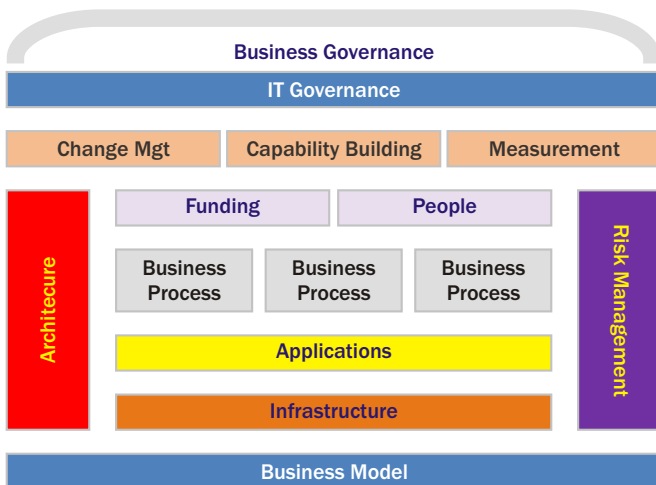 Business Governance
IT Governance
Change Mgt
Capability Building
Measurement
Architecure
Funding
People
Risk Management
Business
Process
Business
Process
Business
Process
Applications
Infrastructure
Business Model